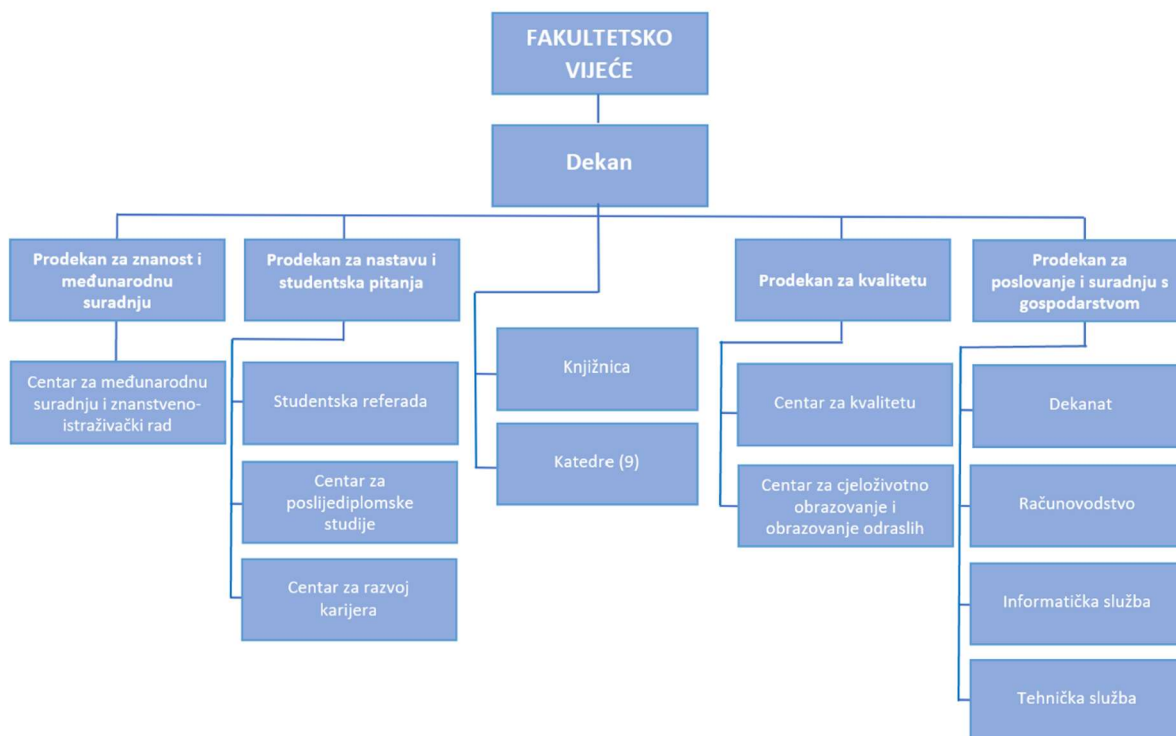 FAKULTETSKO
VIJEĆE
Dekan
Prodekan za znanost i
međunarodnu
suradnju
Centar za međunarodnu
suradnju i znanstveno-
istraživački rad
Prodekan za nastavu i
studentska pitanja
Studentska referada
Centar za
poslijediplomske
studije
Centar za razvoj
karijera
Knjižnica
Katedre (9)
Prodekan za kvalitetu
Centar za kvalitetu
Centar za cjeloživotno
obrazovanje i
obrazovanje odraslih
Prodekan za
poslovanje i suradnju s
gospodarstvom
Dekanat
Računovodstvo
Informatička služba
Tehnička služba